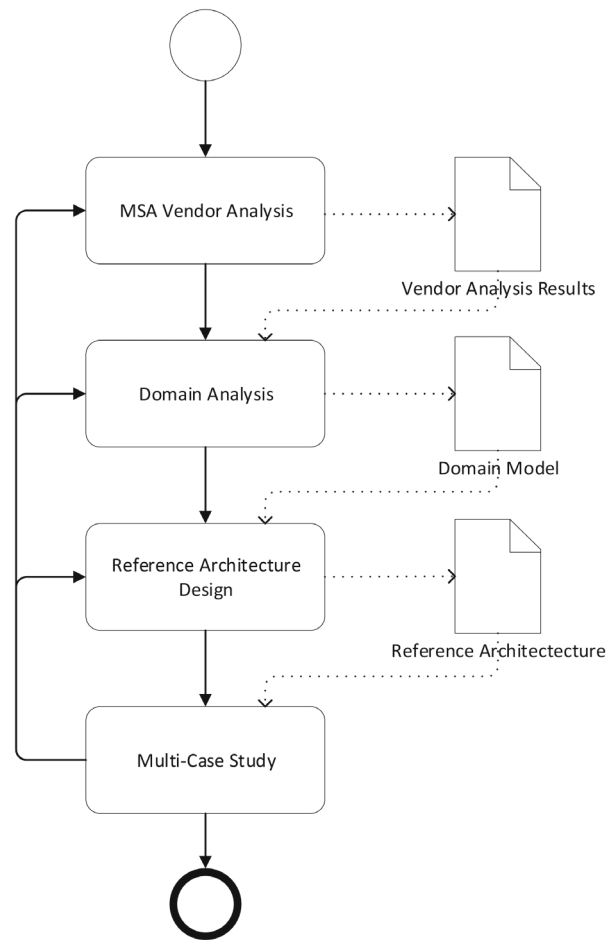 MSA Vendor Analysis
Vendor Analysis Results
Domain Analysis
Domain Model
Reference Architecture
Design
Reference Architectecture
Multi-Case Study